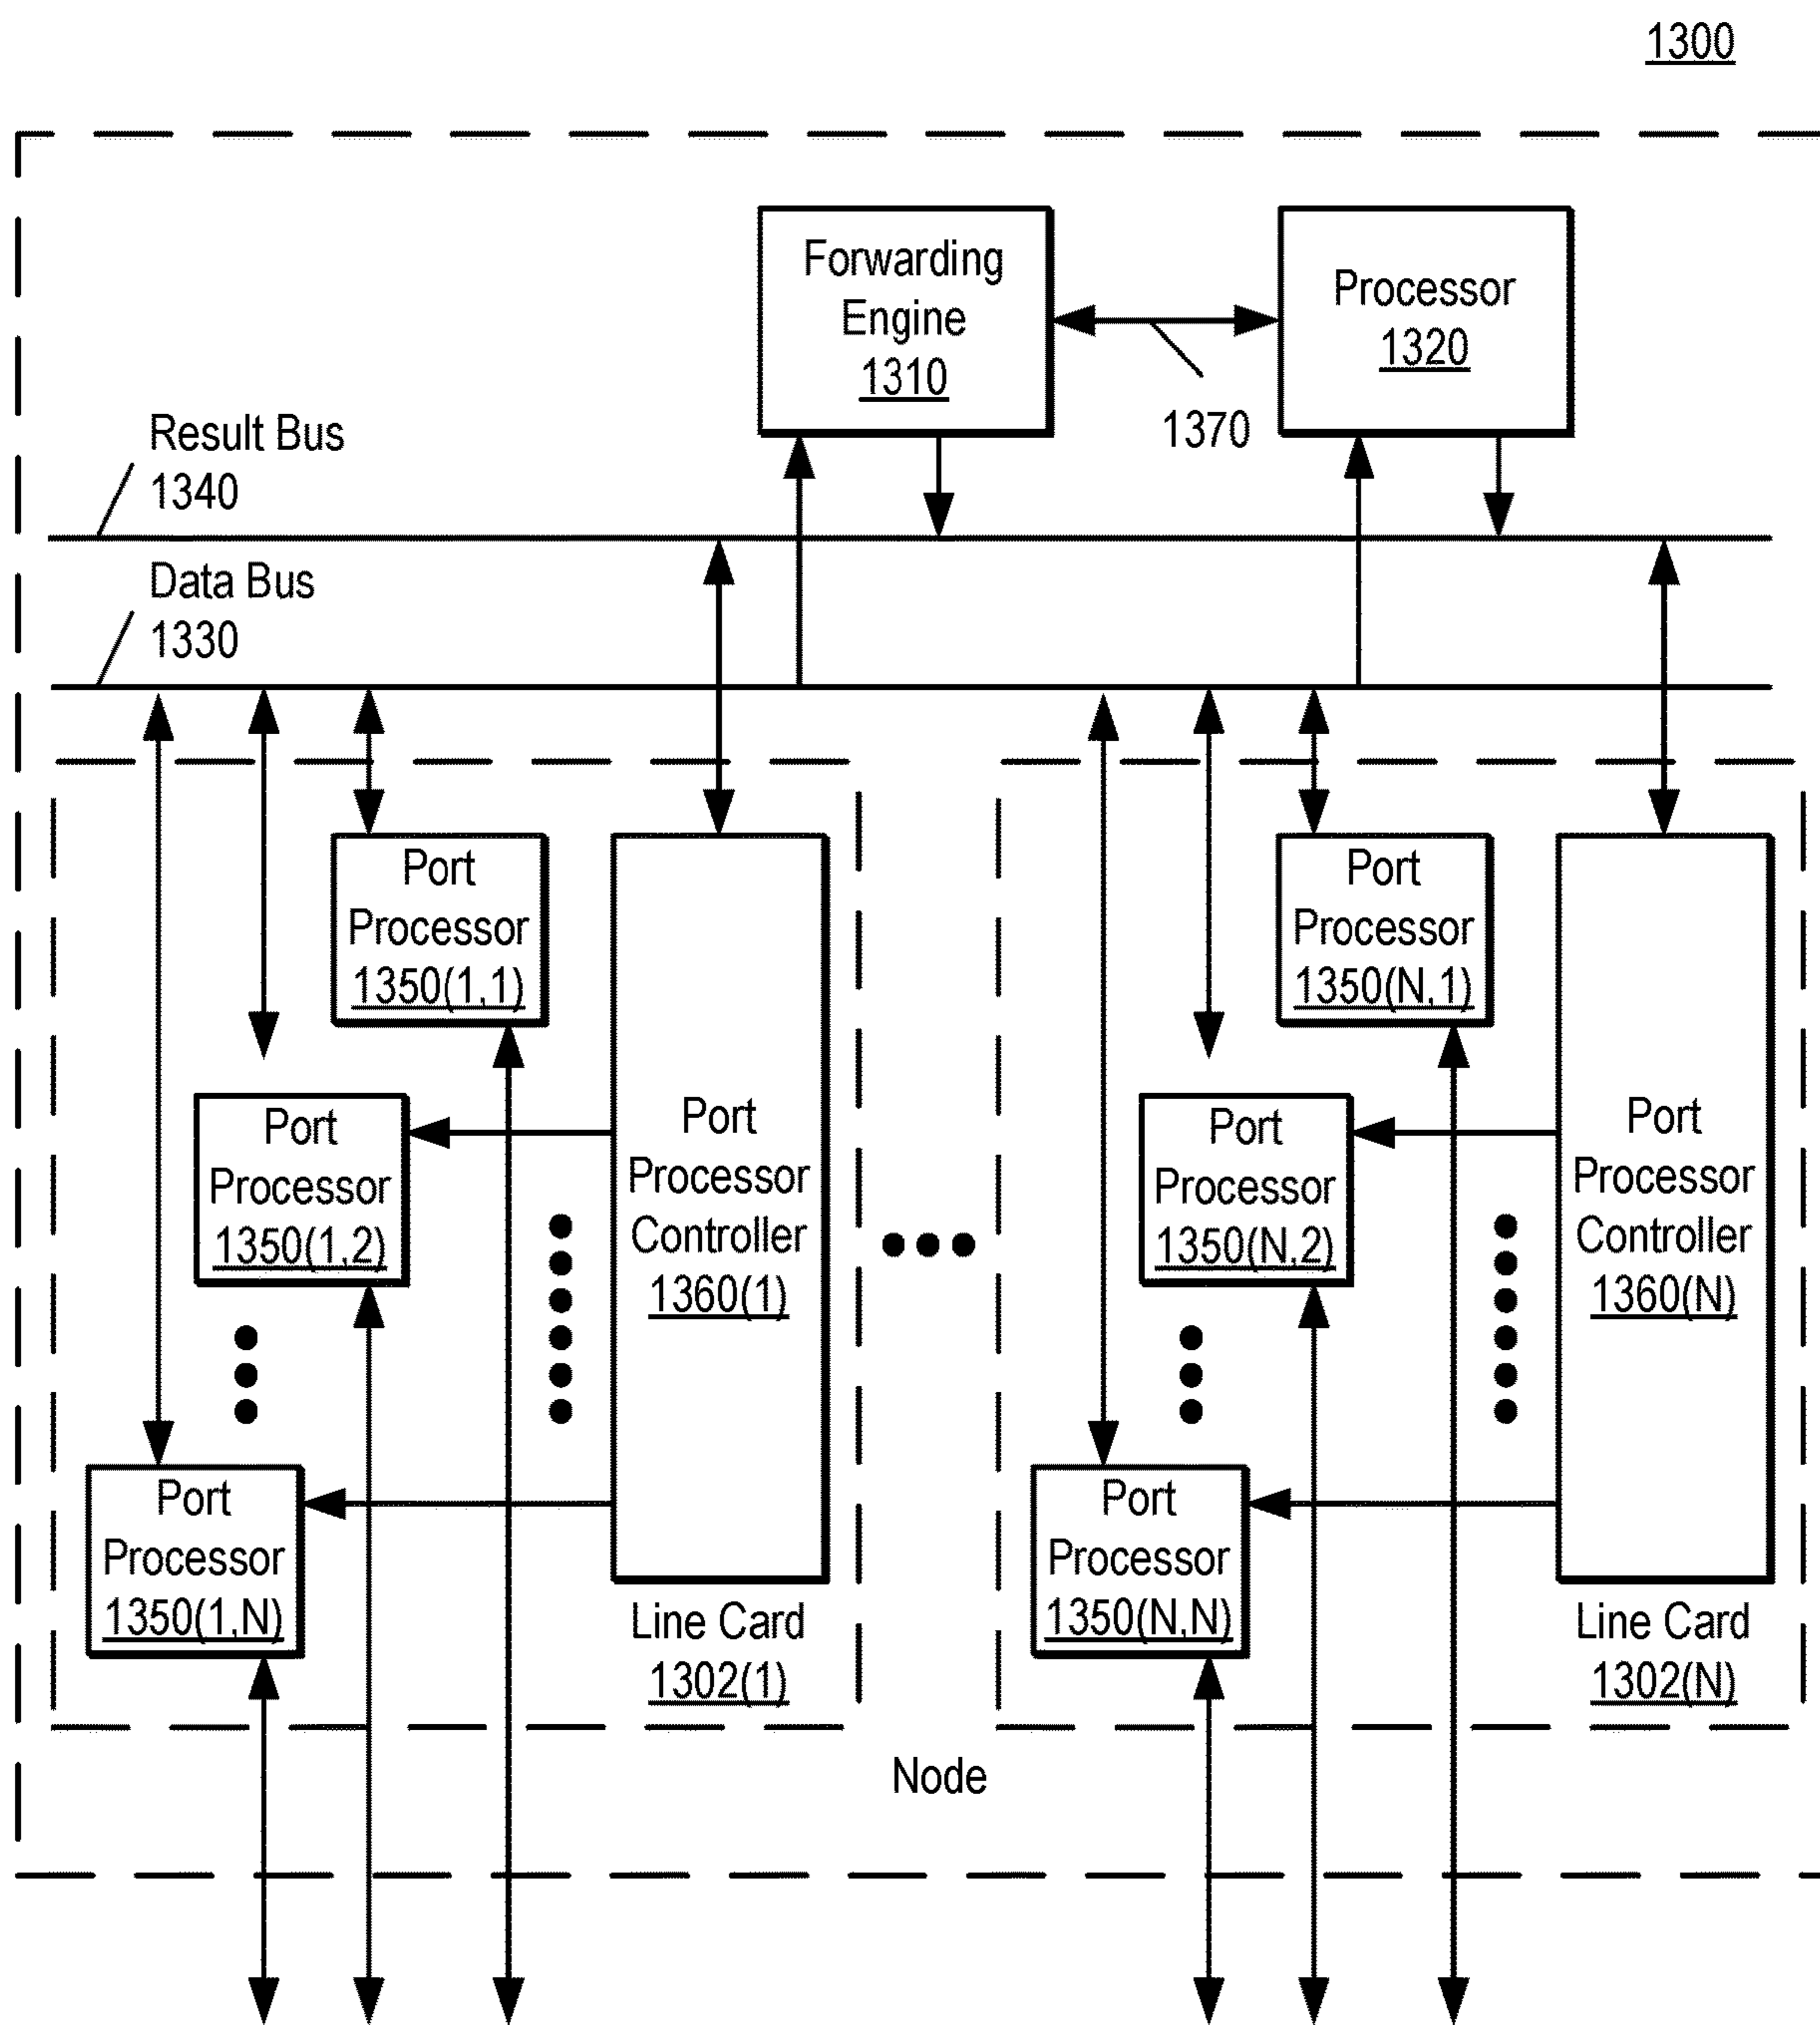 1300
Forwarding
Engine
1310
Processor
1320
1370
Result Bus
1340
Data Bus
1330
Port
Processor
1350(1,1)
Port
Processor
1350(1,2)
Port
Processor
1350(1,N)
Port
Processor
Controller
1360(1)
Line Card
1302(1)
Port
Processor
1350(N,1)
Port
Processor
1350(N,2)
Port
Processor
1350(N,N)
Port
Processor
Controller
1360(N)
Line Card
1302(N)
Node